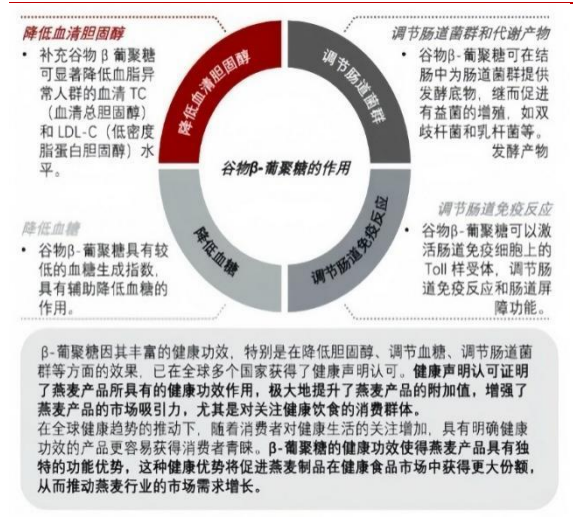 降低血清胆固醇
• 补充谷物 β 葡聚糖
可显著降低血脂异
常人群的血清 TC
（血清总胆固醇）
和 LDL-C（低密度
脂蛋白胆固醇）水
平。
调节肠道菌群和代谢产物
• 谷物β-葡聚糖可在结
肠中为肠道菌群提供
发酵底物，继而促进
有益菌的增殖，如双
歧杆菌和乳杆菌等。
发酵产物
降低血清胆固醇
调节肠道菌群
谷物β-葡聚糖的作用
降低血糖
调节肠道免疫反应
降低血糖
• 谷物β-葡聚糖具有较
低的血糖生成指数，
具有辅助降低血糖的
作用。
调节肠道免疫反应
• 谷物β-葡聚糖可以激
活肠道免疫细胞上的
Toll 样受体，调节肠
道免疫反应和肠道屏
障功能。
β-葡聚糖因其丰富的健康功效，特别是在降低胆固醇、调节血糖、调节肠道菌
群等方面的效果，已在全球多个国家获得了健康声明认可。健康声明认可证明
了燕麦产品所具有的健康功效作用，极大地提升了燕麦产品的附加值，增强了
燕麦产品的市场吸引力，尤其是对关注健康饮食的消费群体。
在全球健康趋势的推动下，随着消费者对健康生活的关注增加，具有明确健康
功效的产品更容易获得消费者青睐。β-葡聚糖的健康功效使得燕麦产品具有独
特的功能优势，这种健康优势将促进燕麦制品在健康食品市场中获得更大份额，
从而推动燕麦行业的市场需求增长。